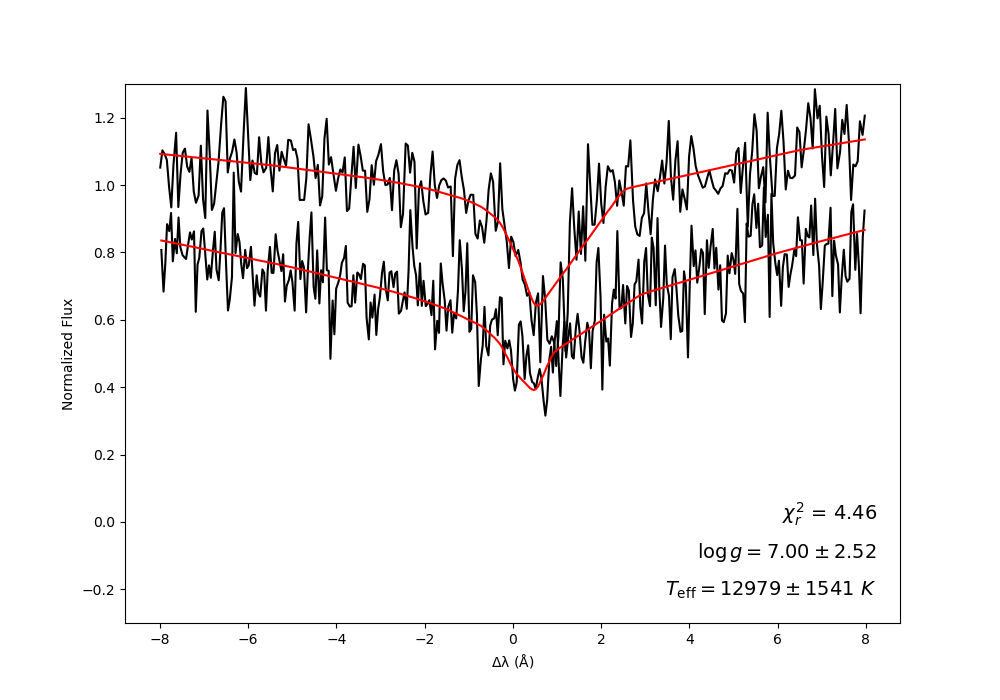 1.2
1.0
0.8
0.6
0.4
0.2
0.0
−0.2
Normalized Flux
χ²ᵣ = 4.46
log g = 7.00 ± 2.52
T_eff = 12979 ± 1541 K
−8 −6 −4 −2 0 2 4 6 8
Δλ (Å)